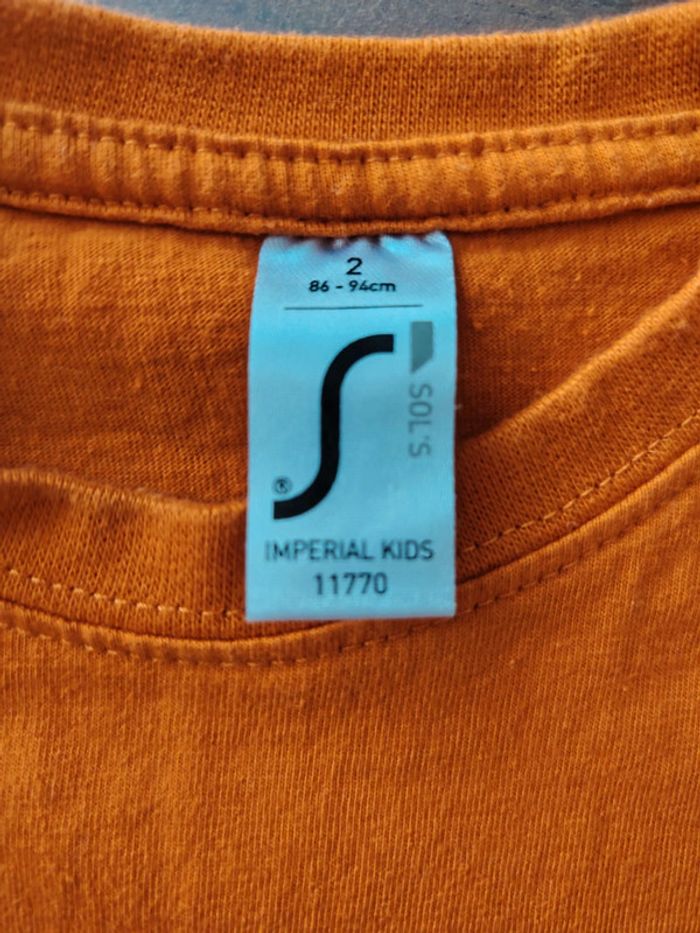 2
86 - 94cm
SOL'S
®
IMPERIAL KIDS
11770